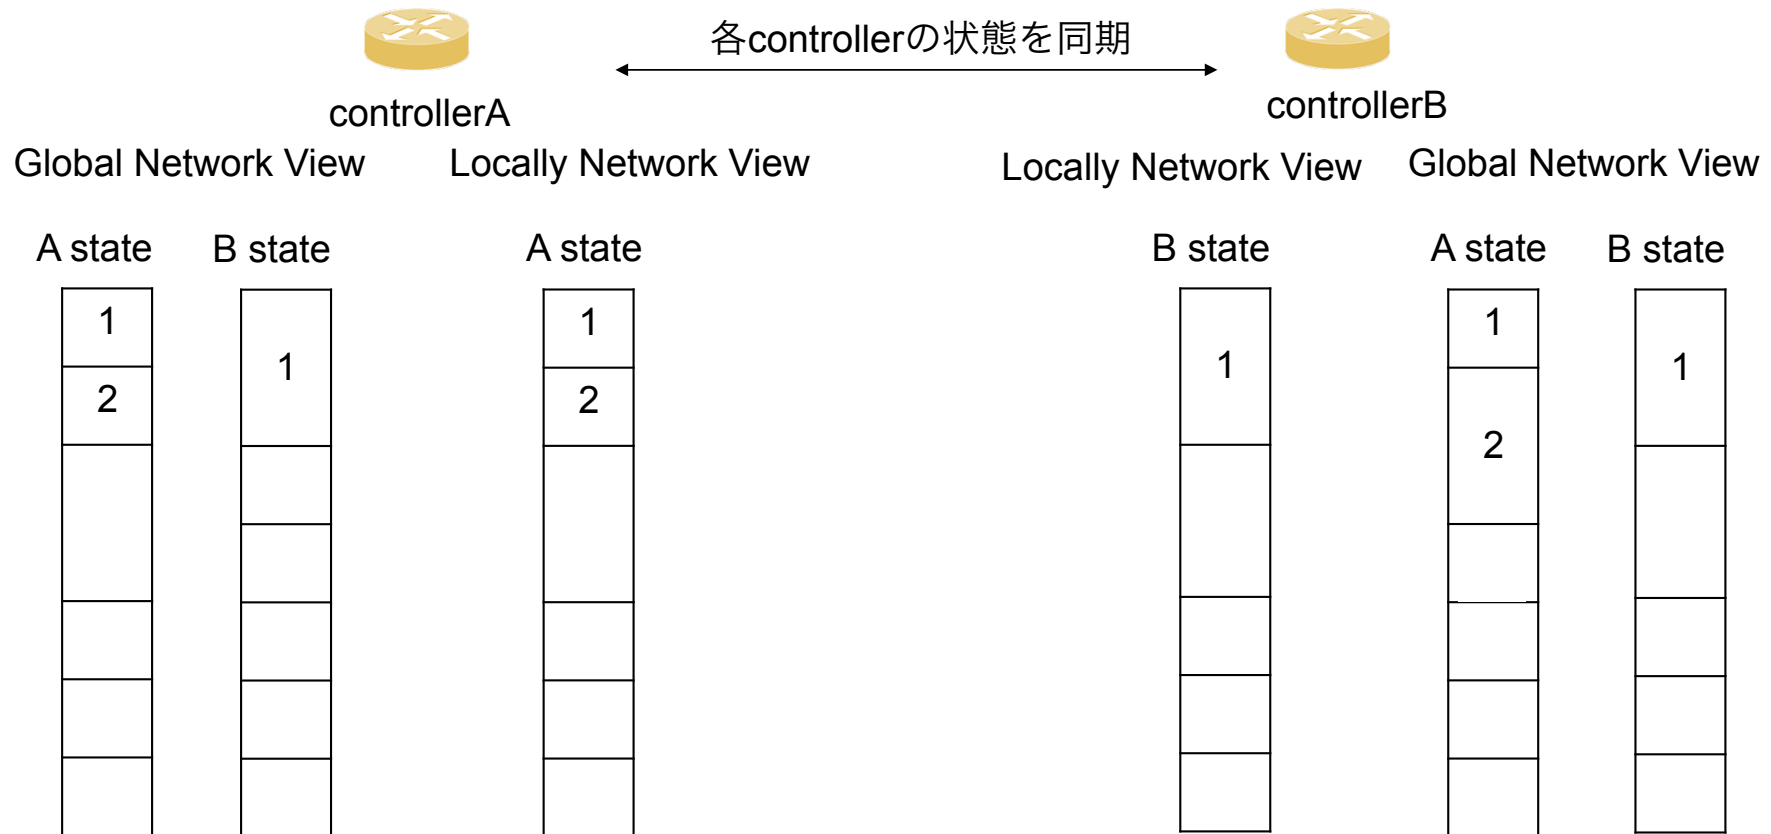 各controllerの状態を同期
controllerA
controllerB
Global Network View
Locally Network View
Locally Network View
Global Network View
A state
B state
A state
B state
A state
B state
1
2
1
1
2
1
1
2
1